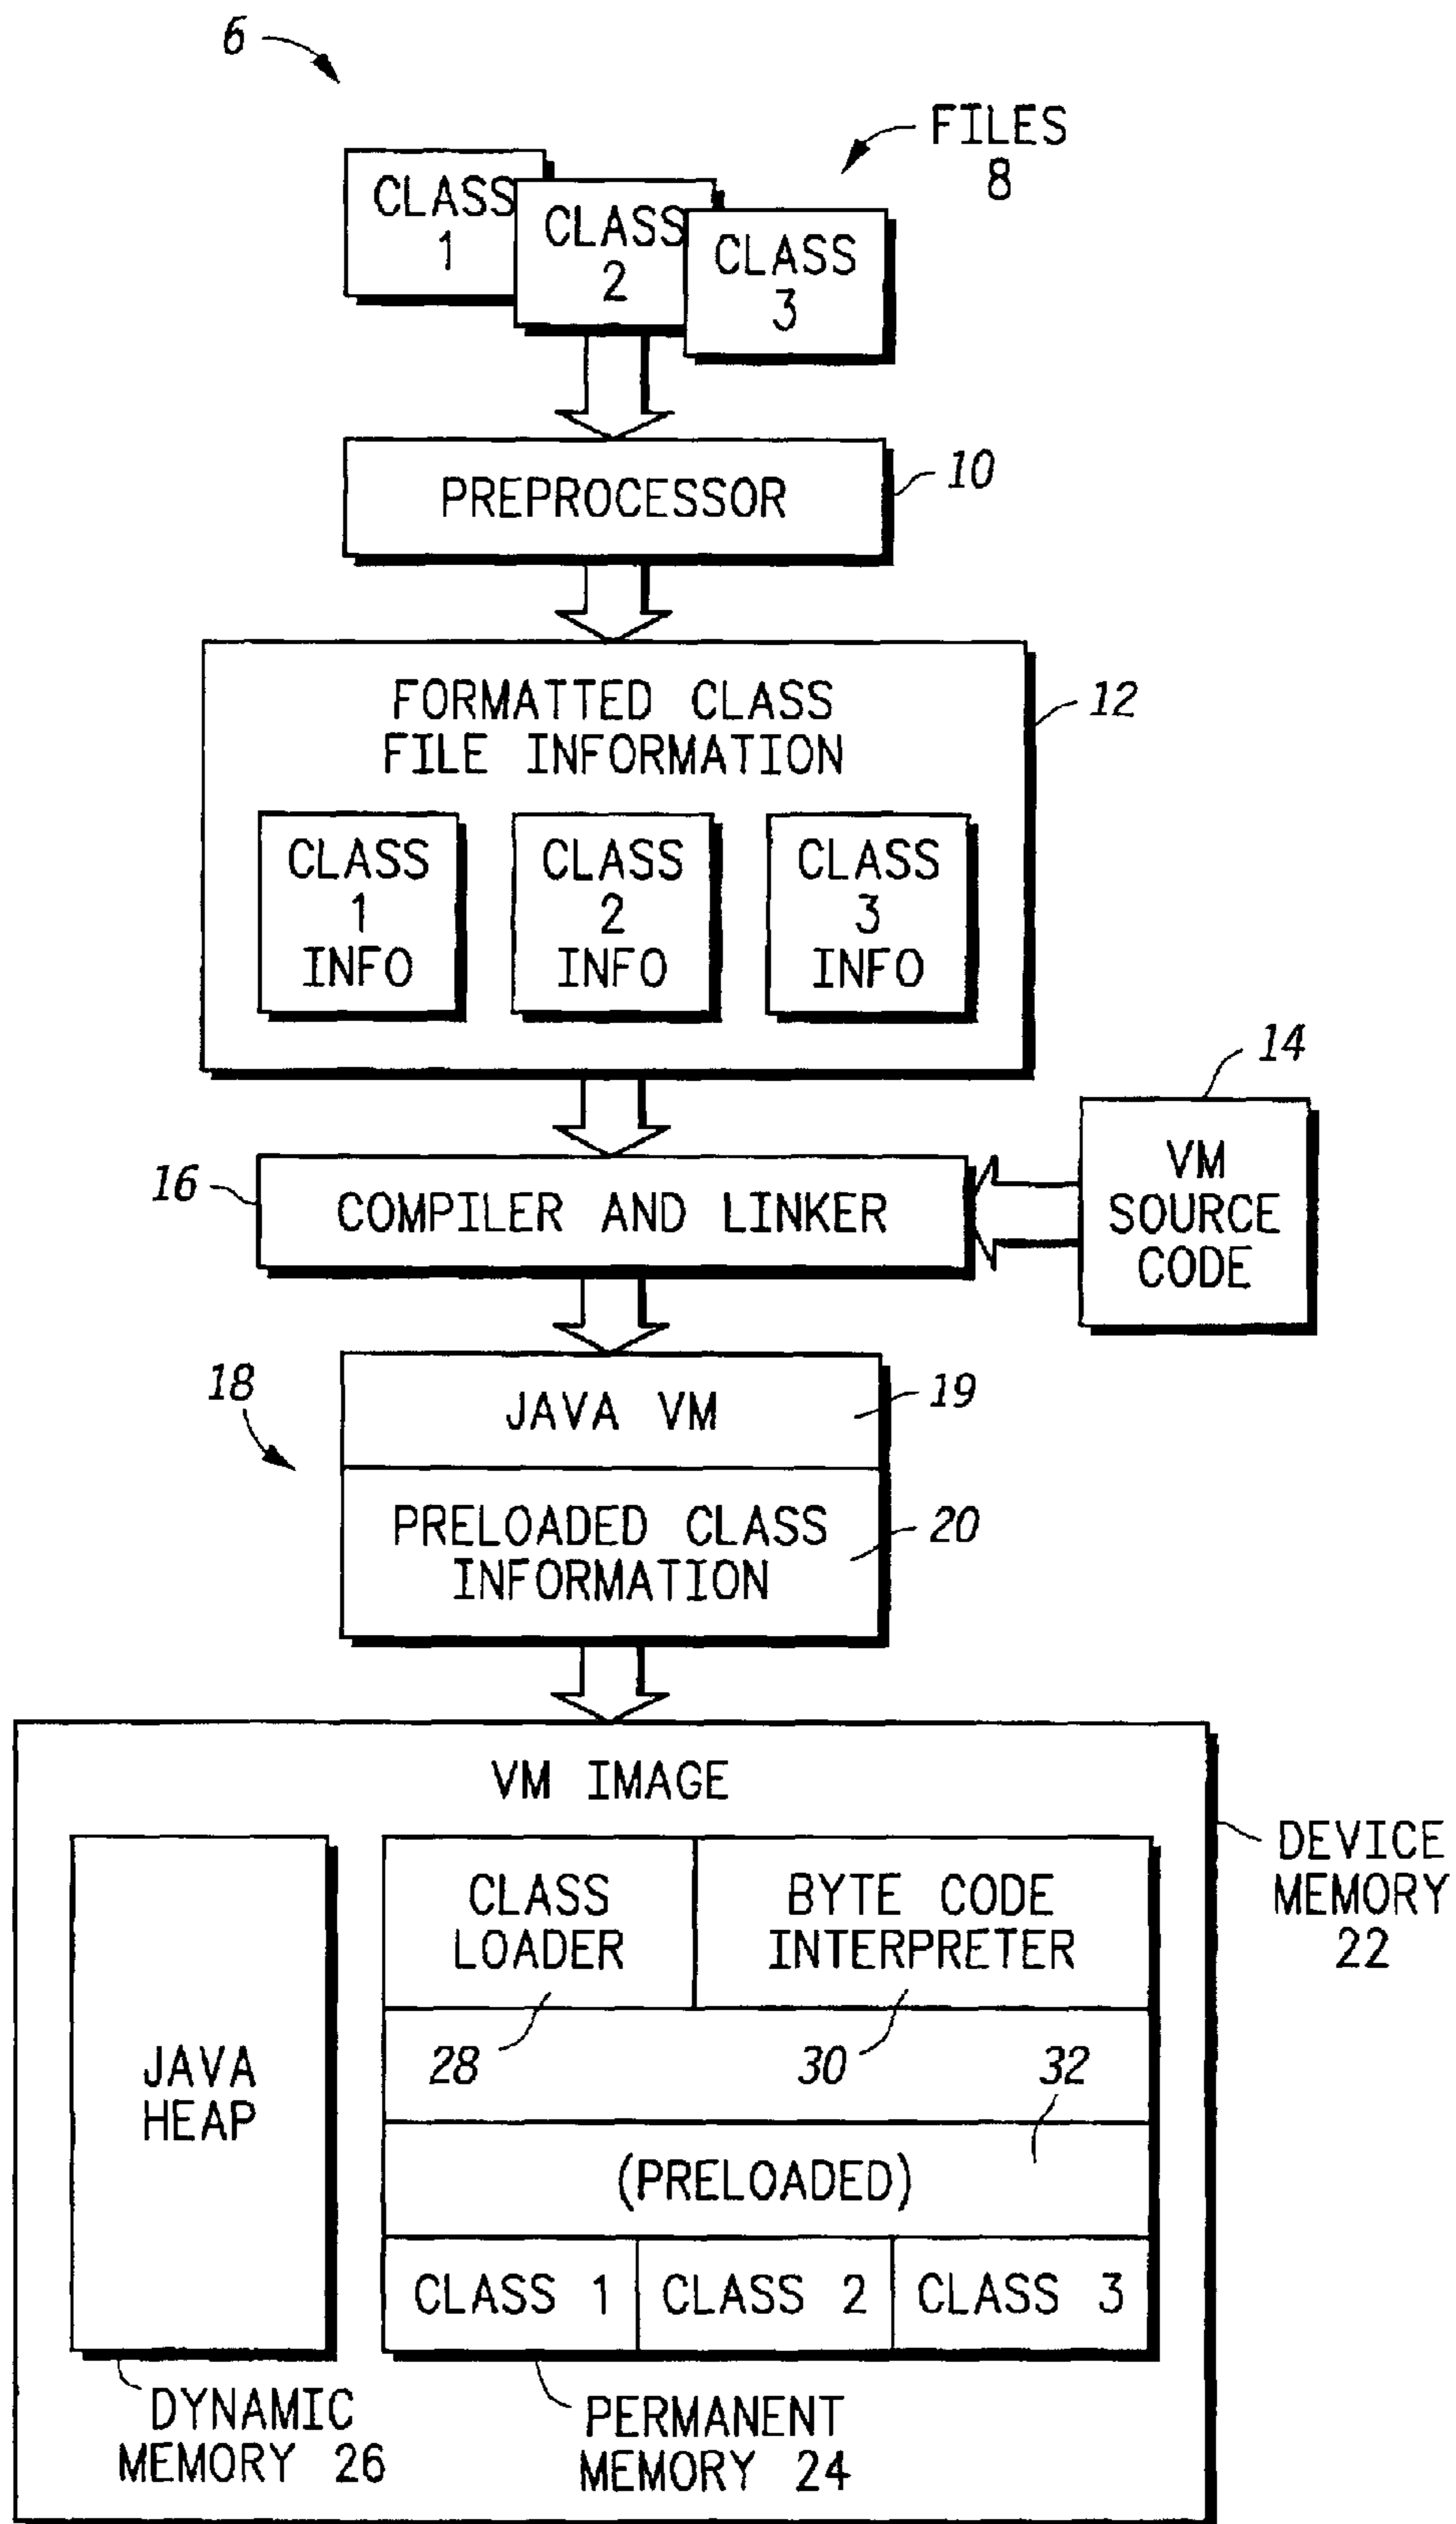 6
FILES
8
CLASS
1
CLASS
2
CLASS
3
PREPROCESSOR
10
FORMATTED CLASS
FILE INFORMATION
12
CLASS
1
INFO
CLASS
2
INFO
CLASS
3
INFO
14
VM
SOURCE
CODE
16
COMPILER AND LINKER
18
JAVA VM
19
PRELOADED CLASS
INFORMATION
20
VM IMAGE
DEVICE
MEMORY
22
JAVA
HEAP
CLASS
LOADER
BYTE CODE
INTERPRETER
28
30
32
(PRELOADED)
CLASS 1
CLASS 2
CLASS 3
DYNAMIC
MEMORY 26
PERMANENT
MEMORY 24